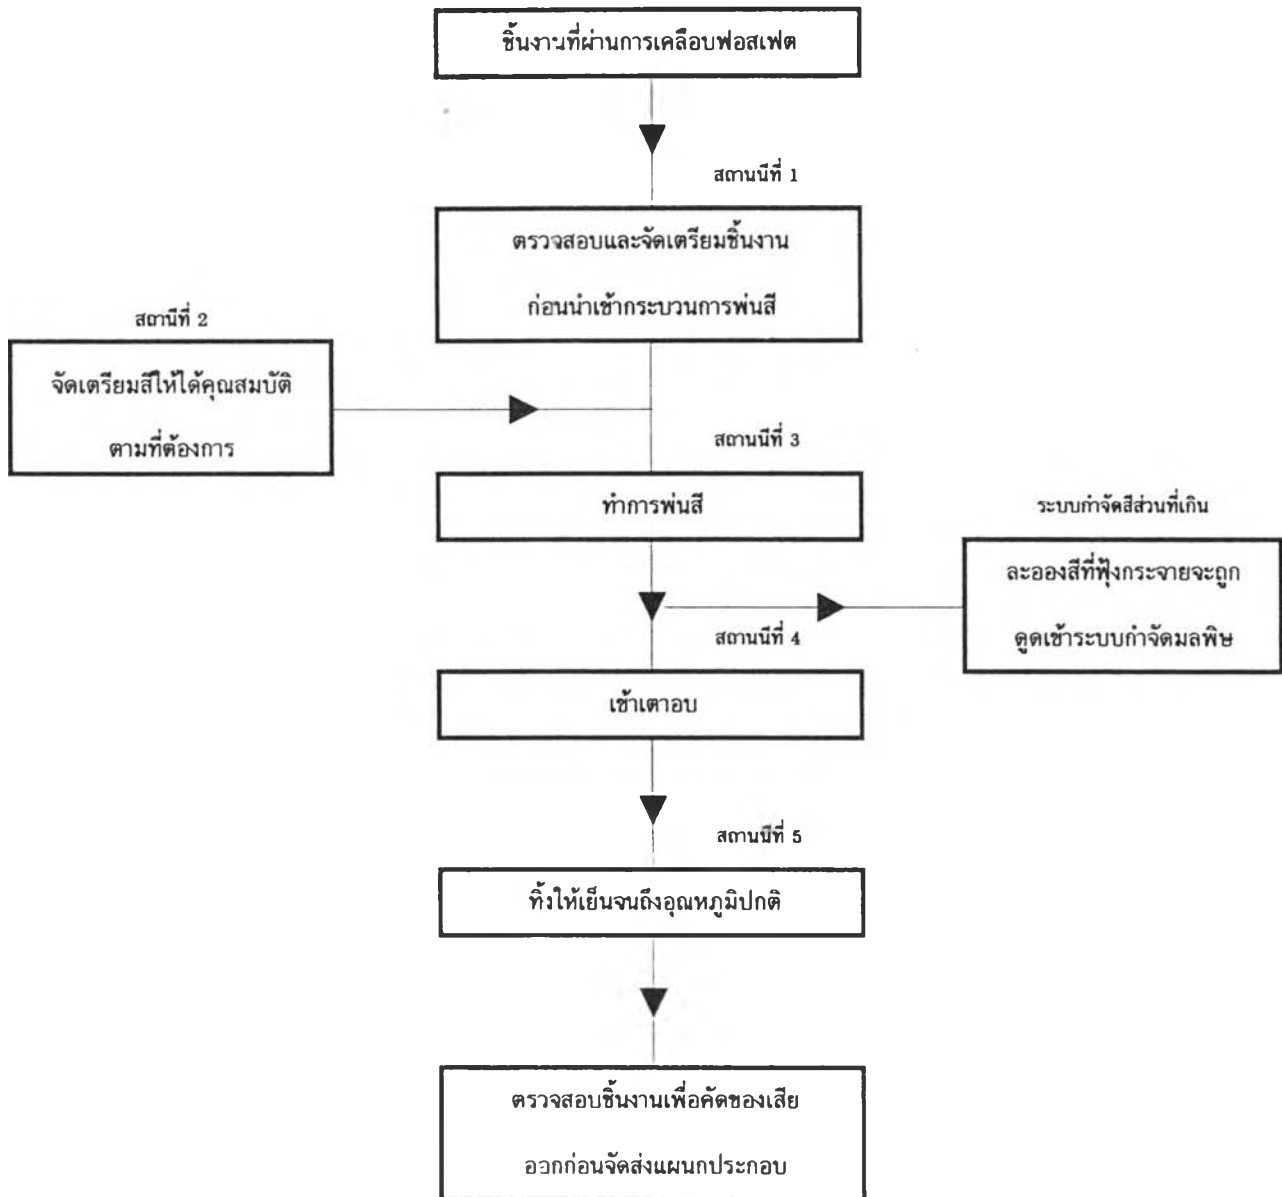 ชิ้นงานที่ผ่านการเคลือบฟอสเฟต
สถานนีที่ 1
ตรวจสอบและจัดเตรียมชิ้นงาน
ก่อนนำเข้ากระบวนการพ่นสี
สถานีที่ 2
จัดเตรียมสีให้ได้คุณสมบัติ
ตามที่ต้องการ
สถานนีที่ 3
ทำการพ่นสี
ระบบกำจัดสีส่วนที่เกิน
ละอองสีที่ฟุ้งกระจายจะถูก
ดูดเข้าระบบกำจัดมลพิษ
สถานนีที่ 4
เข้าเตาอบ
สถานนีที่ 5
ทิ้งให้เย็นจนถึงอุณหภูมิปกติ
ตรวจสอบชิ้นงานเพื่อคัดของเสีย
ออกก่อนจัดส่งแผนกประกอบ